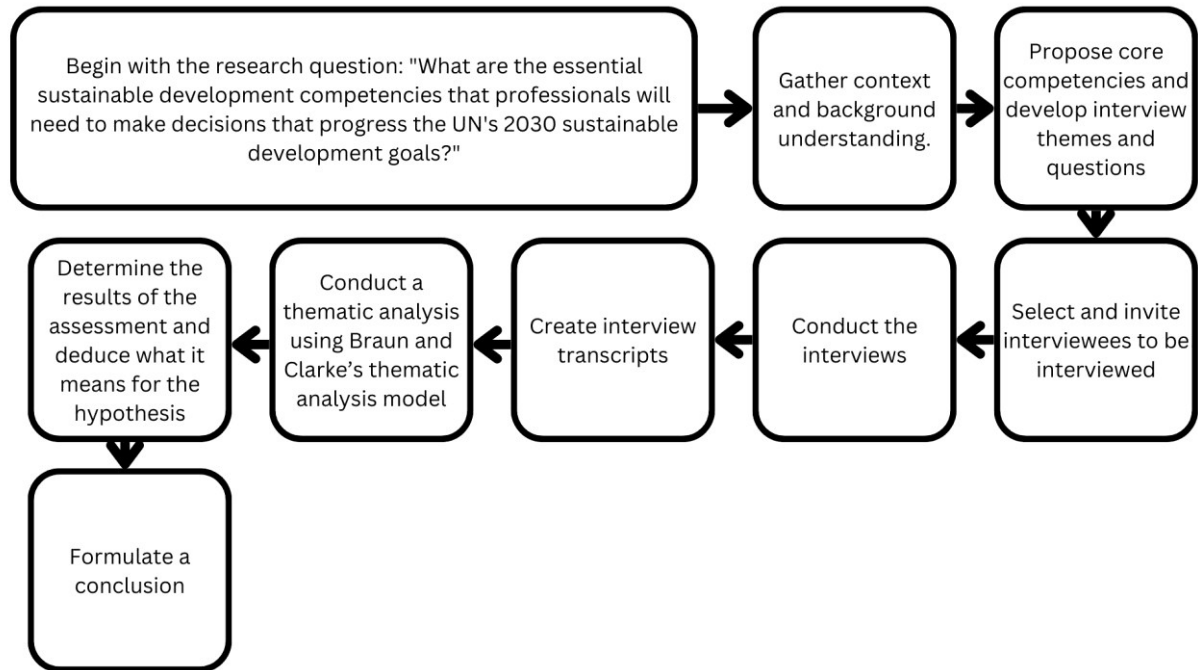 Begin with the research question: "What are the essential
sustainable development competencies that professionals will
need to make decisions that progress the UN's 2030 sustainable
development goals?"
Gather context
and background
understanding.
Propose core
competencies and
develop interview
themes and
questions
Select and invite
interviewees to be
interviewed
Conduct the
interviews
Create interview
transcripts
Conduct a
thematic analysis
using Braun and
Clarke’s thematic
analysis model
Determine the
results of the
assessment and
deduce what it
means for the
hypothesis
Formulate a
conclusion